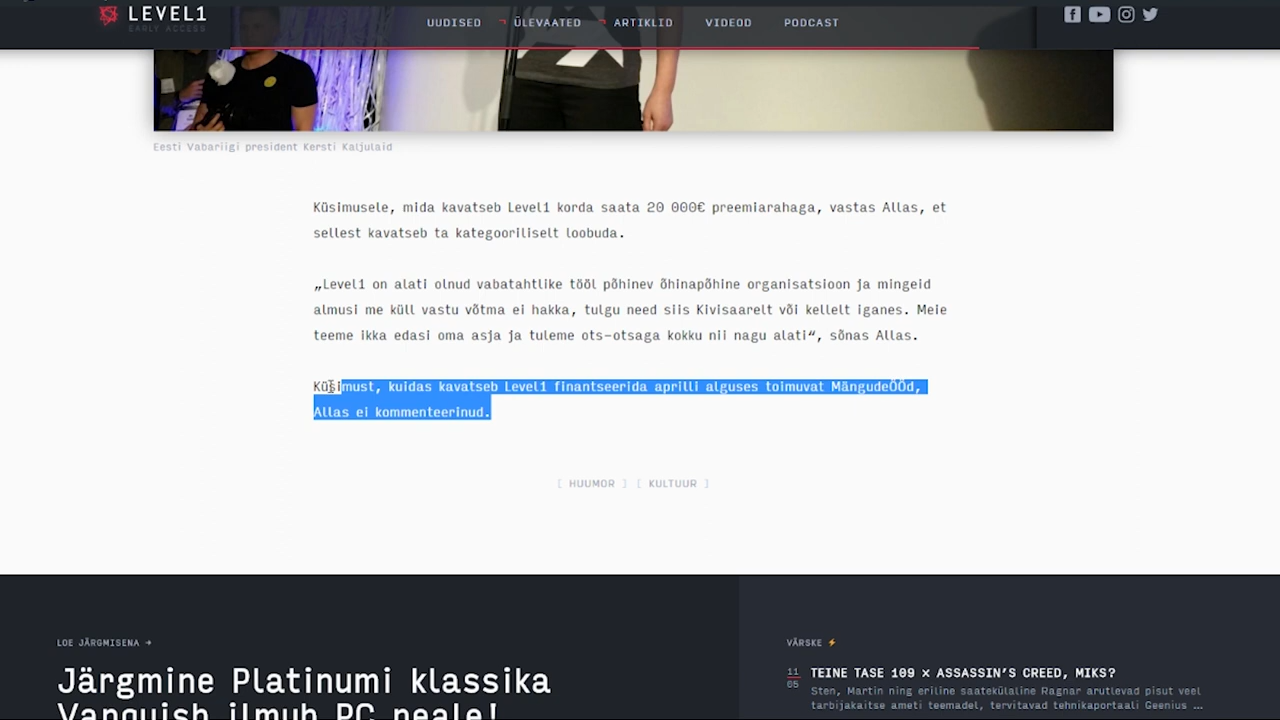 LEVEL1
EARLY ACCESS
UUDISED
ÜLEVAATED
ARTIKLID
VIDEOD
PODCAST
Eesti Vabariigi president Kersti Kaljulaid
Küsimusele, mida kavatseb Level1 korda saata 20 000€ preemiarahaga, vastas Allas, et
sellest kavatseb ta kategooriliselt loobuda.
„Level1 on alati olnud vabatahtlike tööl põhinev õhinapõhine organisatsioon ja mingeid
almusi me küll vastu võtma ei hakka, tulgu need siis Kivisaarelt või kellelt iganes. Meie
teeme ikka edasi oma asja ja tuleme ots-otsaga kokku nii nagu alati“, sõnas Allas.
Küsimust, kuidas kavatseb Level1 finantseerida aprilli alguses toimuvat MängudeÖÖd,
Allas ei kommenteerinud.
[ HUUMOR ] [ KULTUUR ]
LOE JÄRGMISENA →
Järgmine Platinumi klassika
Vanquish ilmub PC peale!
VÄRSKE ⚡
11
05
TEINE TASE 109 × ASSASSIN’S CREED, MIKS?
Sten, Martin ning eriline saatekülaline Ragnar arutlevad pisut veel
tarbijakaitse ameti teemadel, tervitavad tehnikaportaali Geenius …